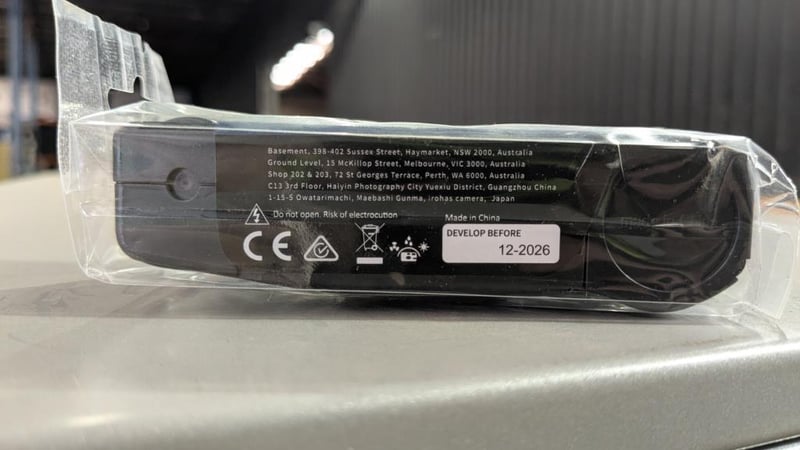 Basement, 398-402 Sussex Street, Haymarket, NSW 2000, Australia
Ground Level, 15 McKillop Street, Melbourne, VIC 3000, Australia
Shop 202 & 203, 72 St Georges Terrace, Perth, WA 6000, Australia
C13 3rd Floor, Haiyin Photography City Yuexiu District, Guangzhou China
1-15-5 Owatarimachi, Maebashi Gunma, irohas camera, Japan
Do not open. Risk of electrocution
Made in China
CE
DEVELOP BEFORE
12-2026